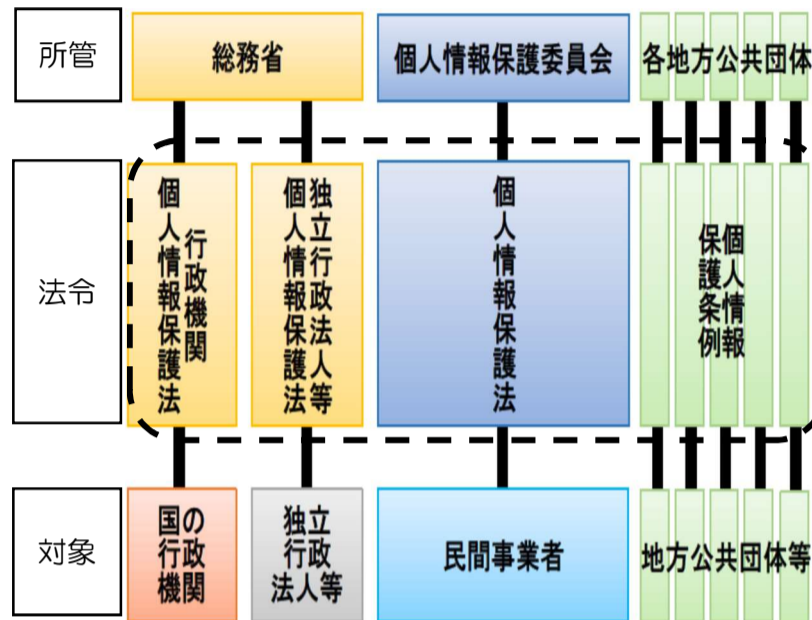 所管
総務省
個人情報保護委員会
各地方公共団体
法令
行政機関
個人情報保護法
独立行政法人等
個人情報保護法
個人情報保護法
個人情報
保護条例
対象
国の
行政
機関
独立
行政
法人等
民間事業者
地方公共団体等